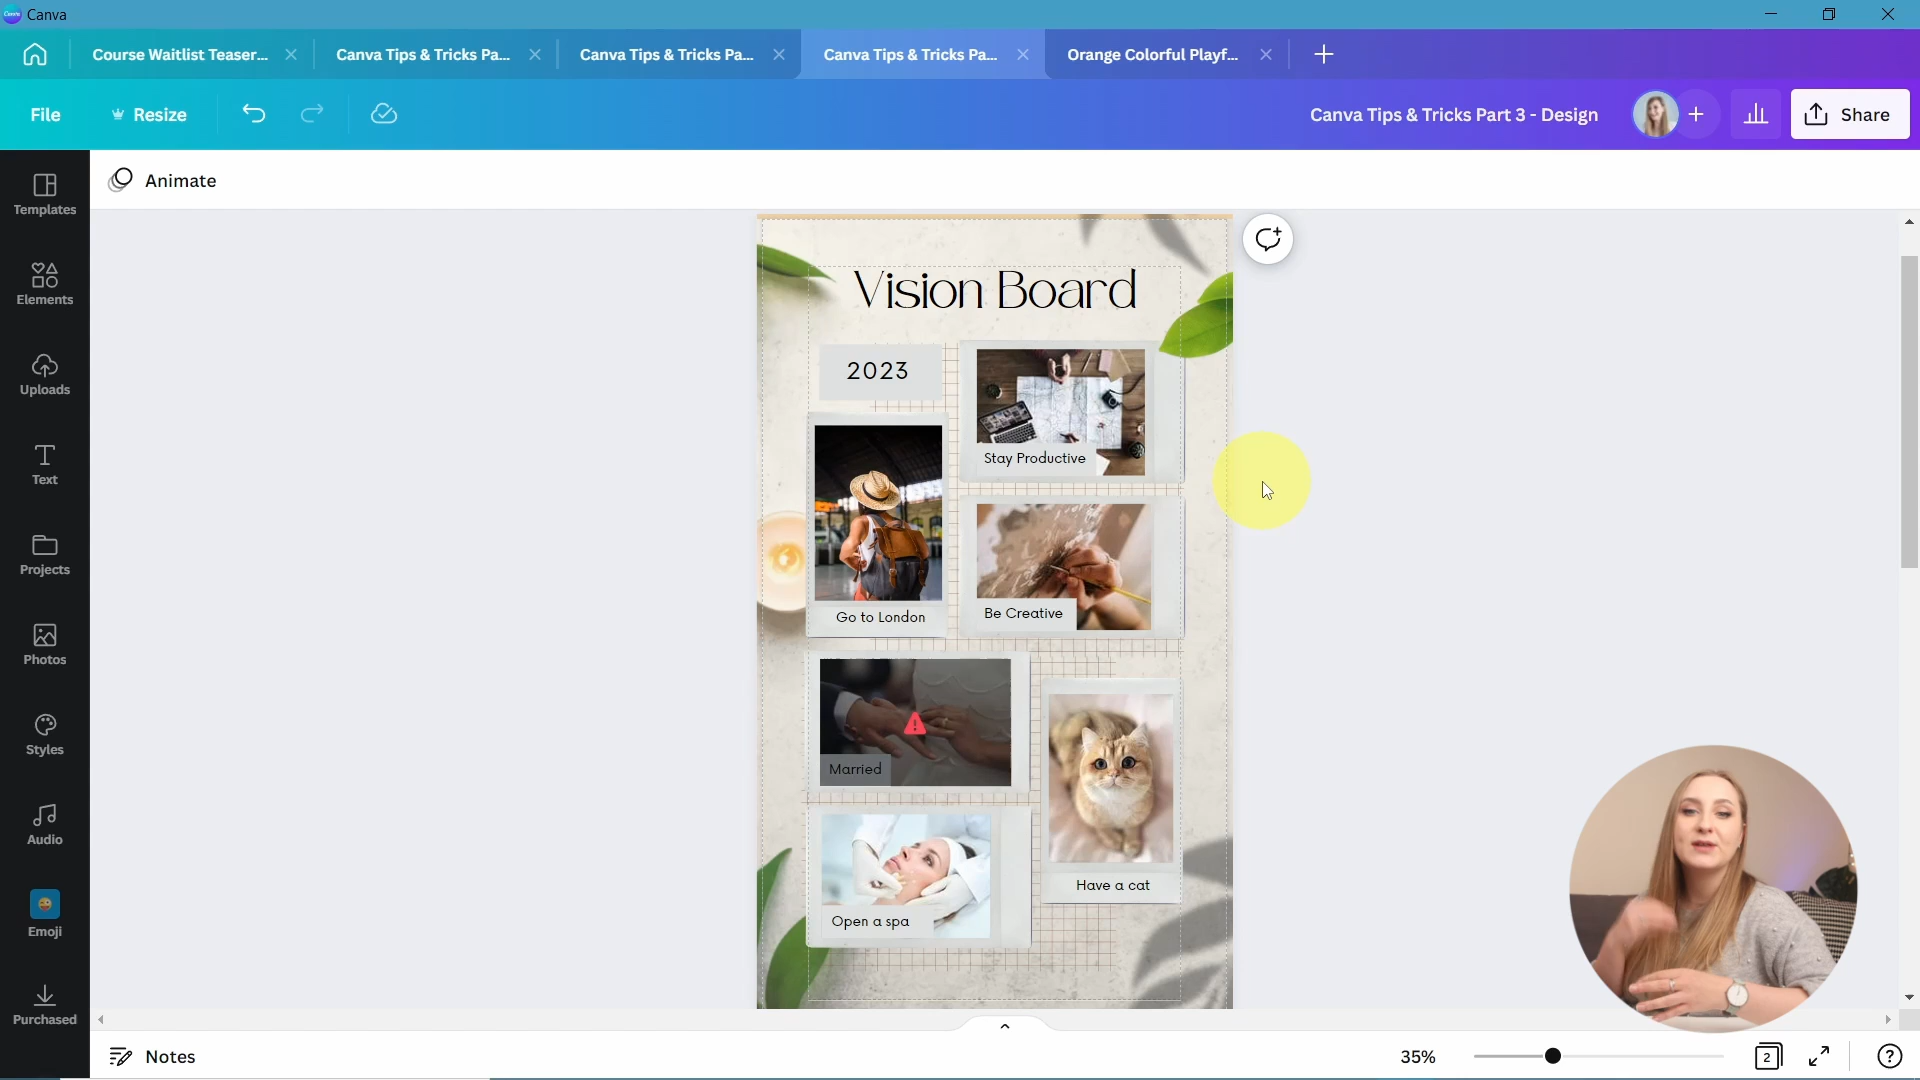 Canva
Course Waitlist Teaser...
Canva Tips & Tricks Pa...
Canva Tips & Tricks Pa...
Canva Tips & Tricks Pa...
Orange Colorful Playf...
File
Resize
Canva Tips & Tricks Part 3 - Design
Share
Animate
Templates
Elements
Uploads
Text
Projects
Photos
Styles
Audio
Emoji
Purchased
Vision Board
2023
Stay Productive
Go to London
Be Creative
Married
Have a cat
Open a spa
Notes
35%
2